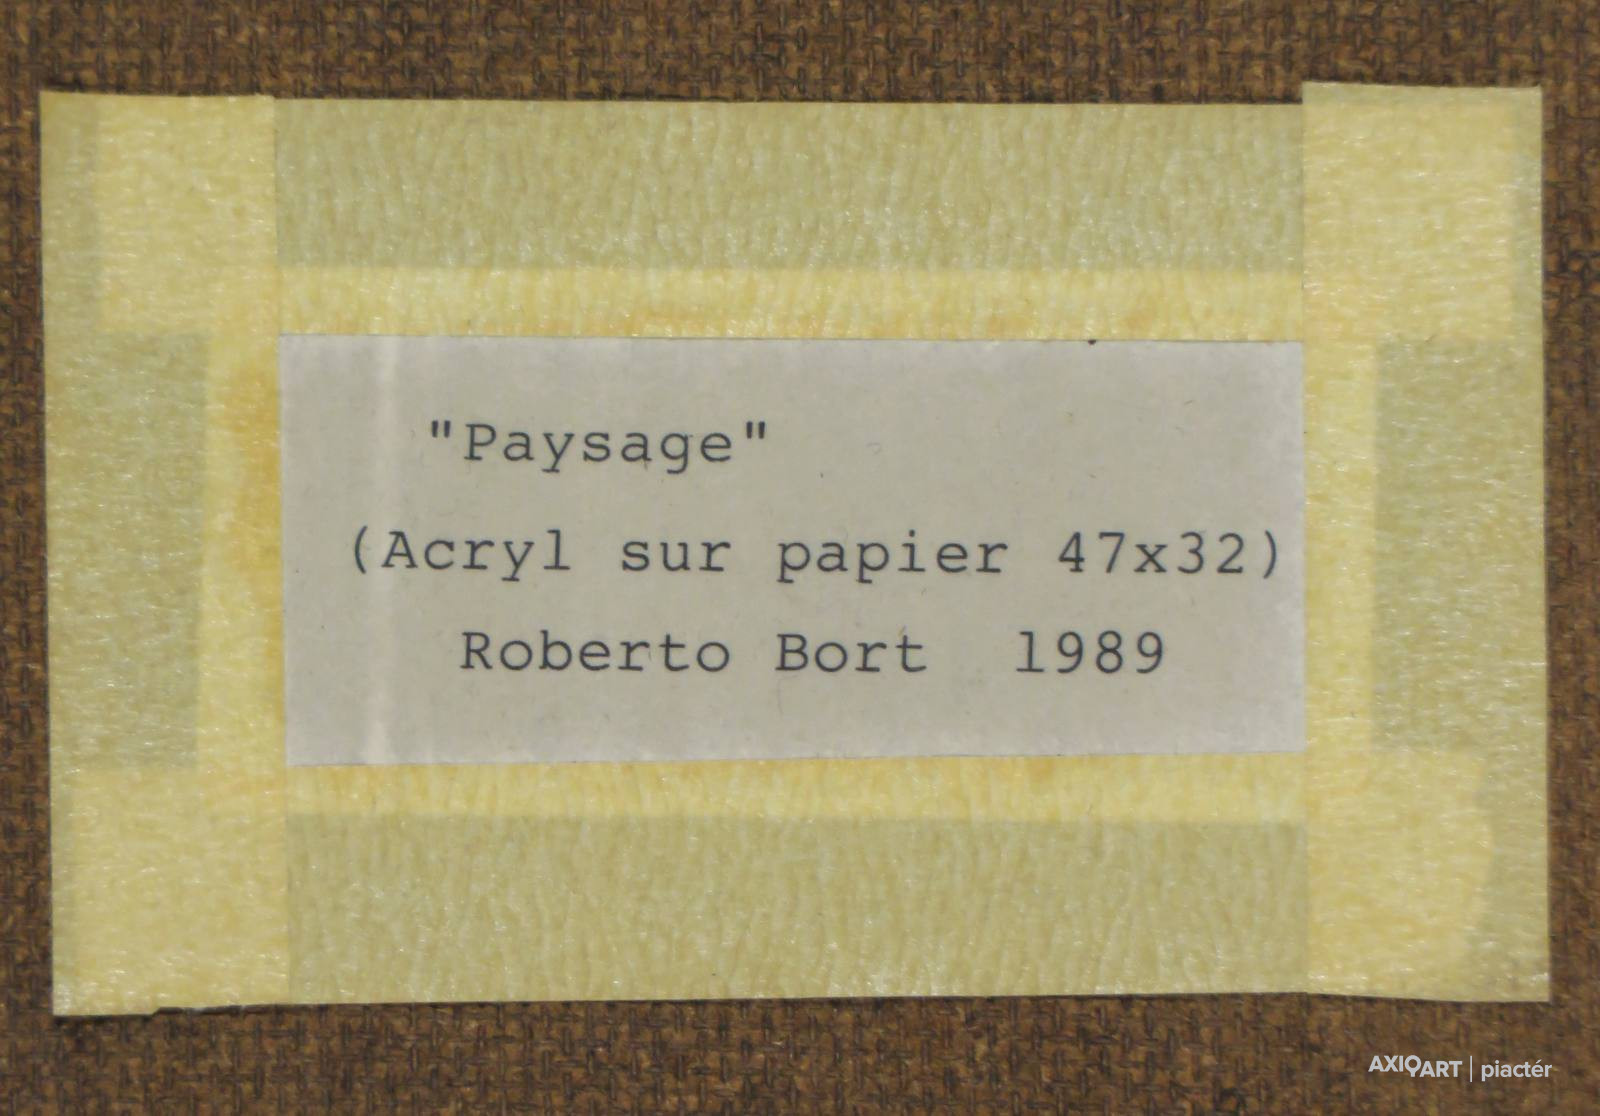 "Paysage"
(Acryl sur papier 47x32)
Roberto Bort 1989
AXIOART | piactér